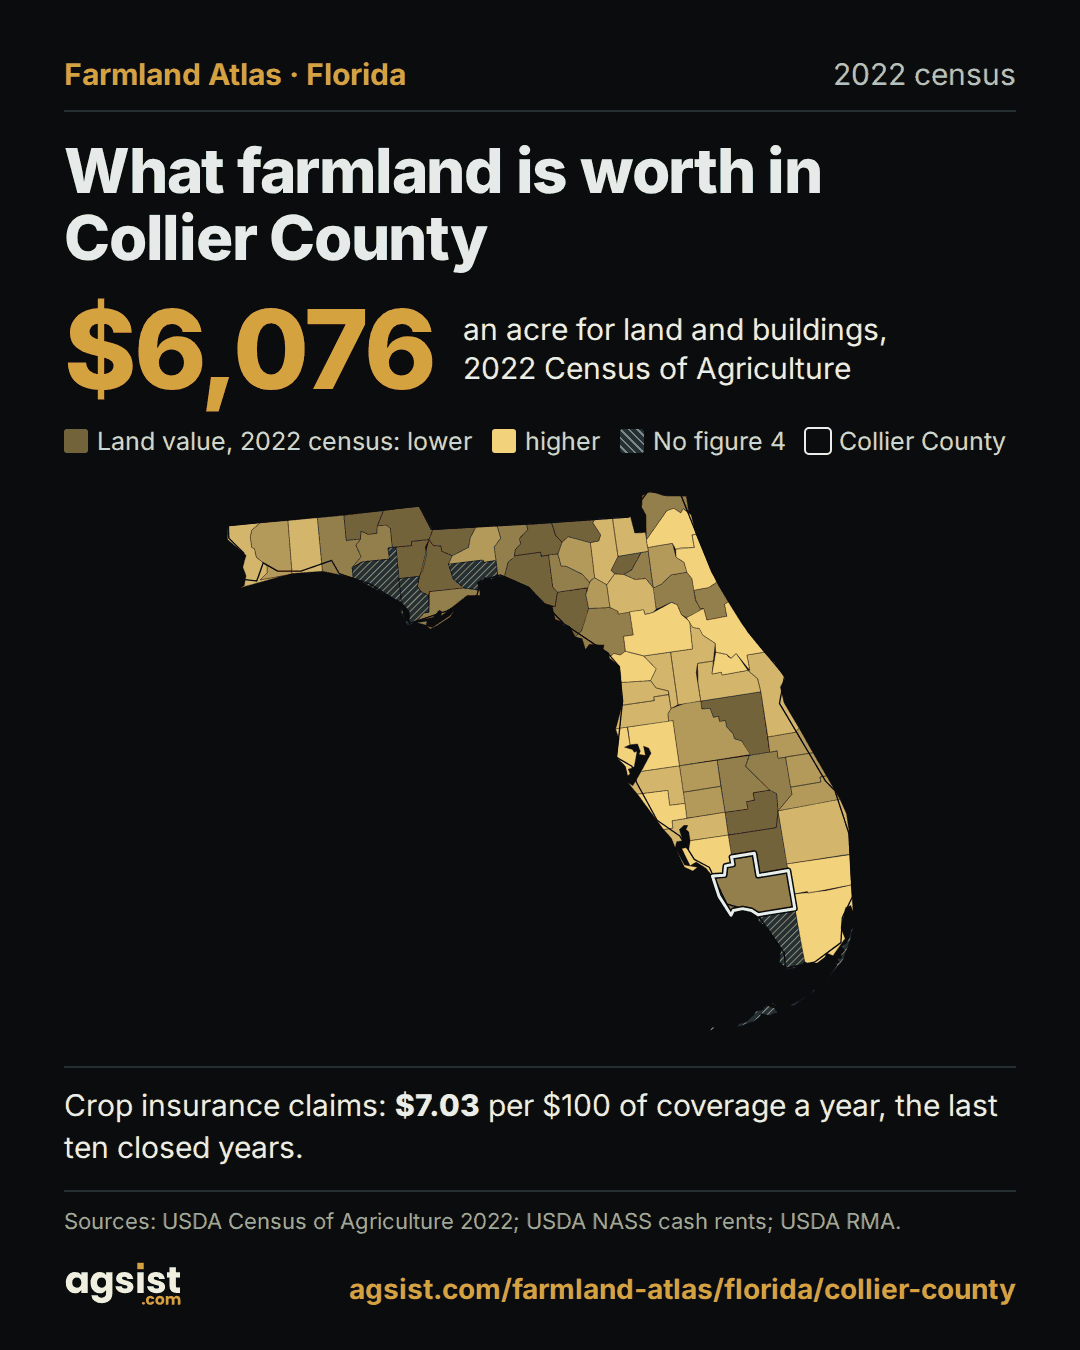 Farmland Atlas · Florida
2022 census
What farmland is worth in
Collier County
$6,076
an acre for land and buildings,
2022 Census of Agriculture
Land value, 2022 census: lower
higher
No figure 4
Collier County
Crop insurance claims: $7.03 per $100 of coverage a year, the last
ten closed years.
Sources: USDA Census of Agriculture 2022; USDA NASS cash rents; USDA RMA.
agsist
.com
agsist.com/farmland-atlas/florida/collier-county